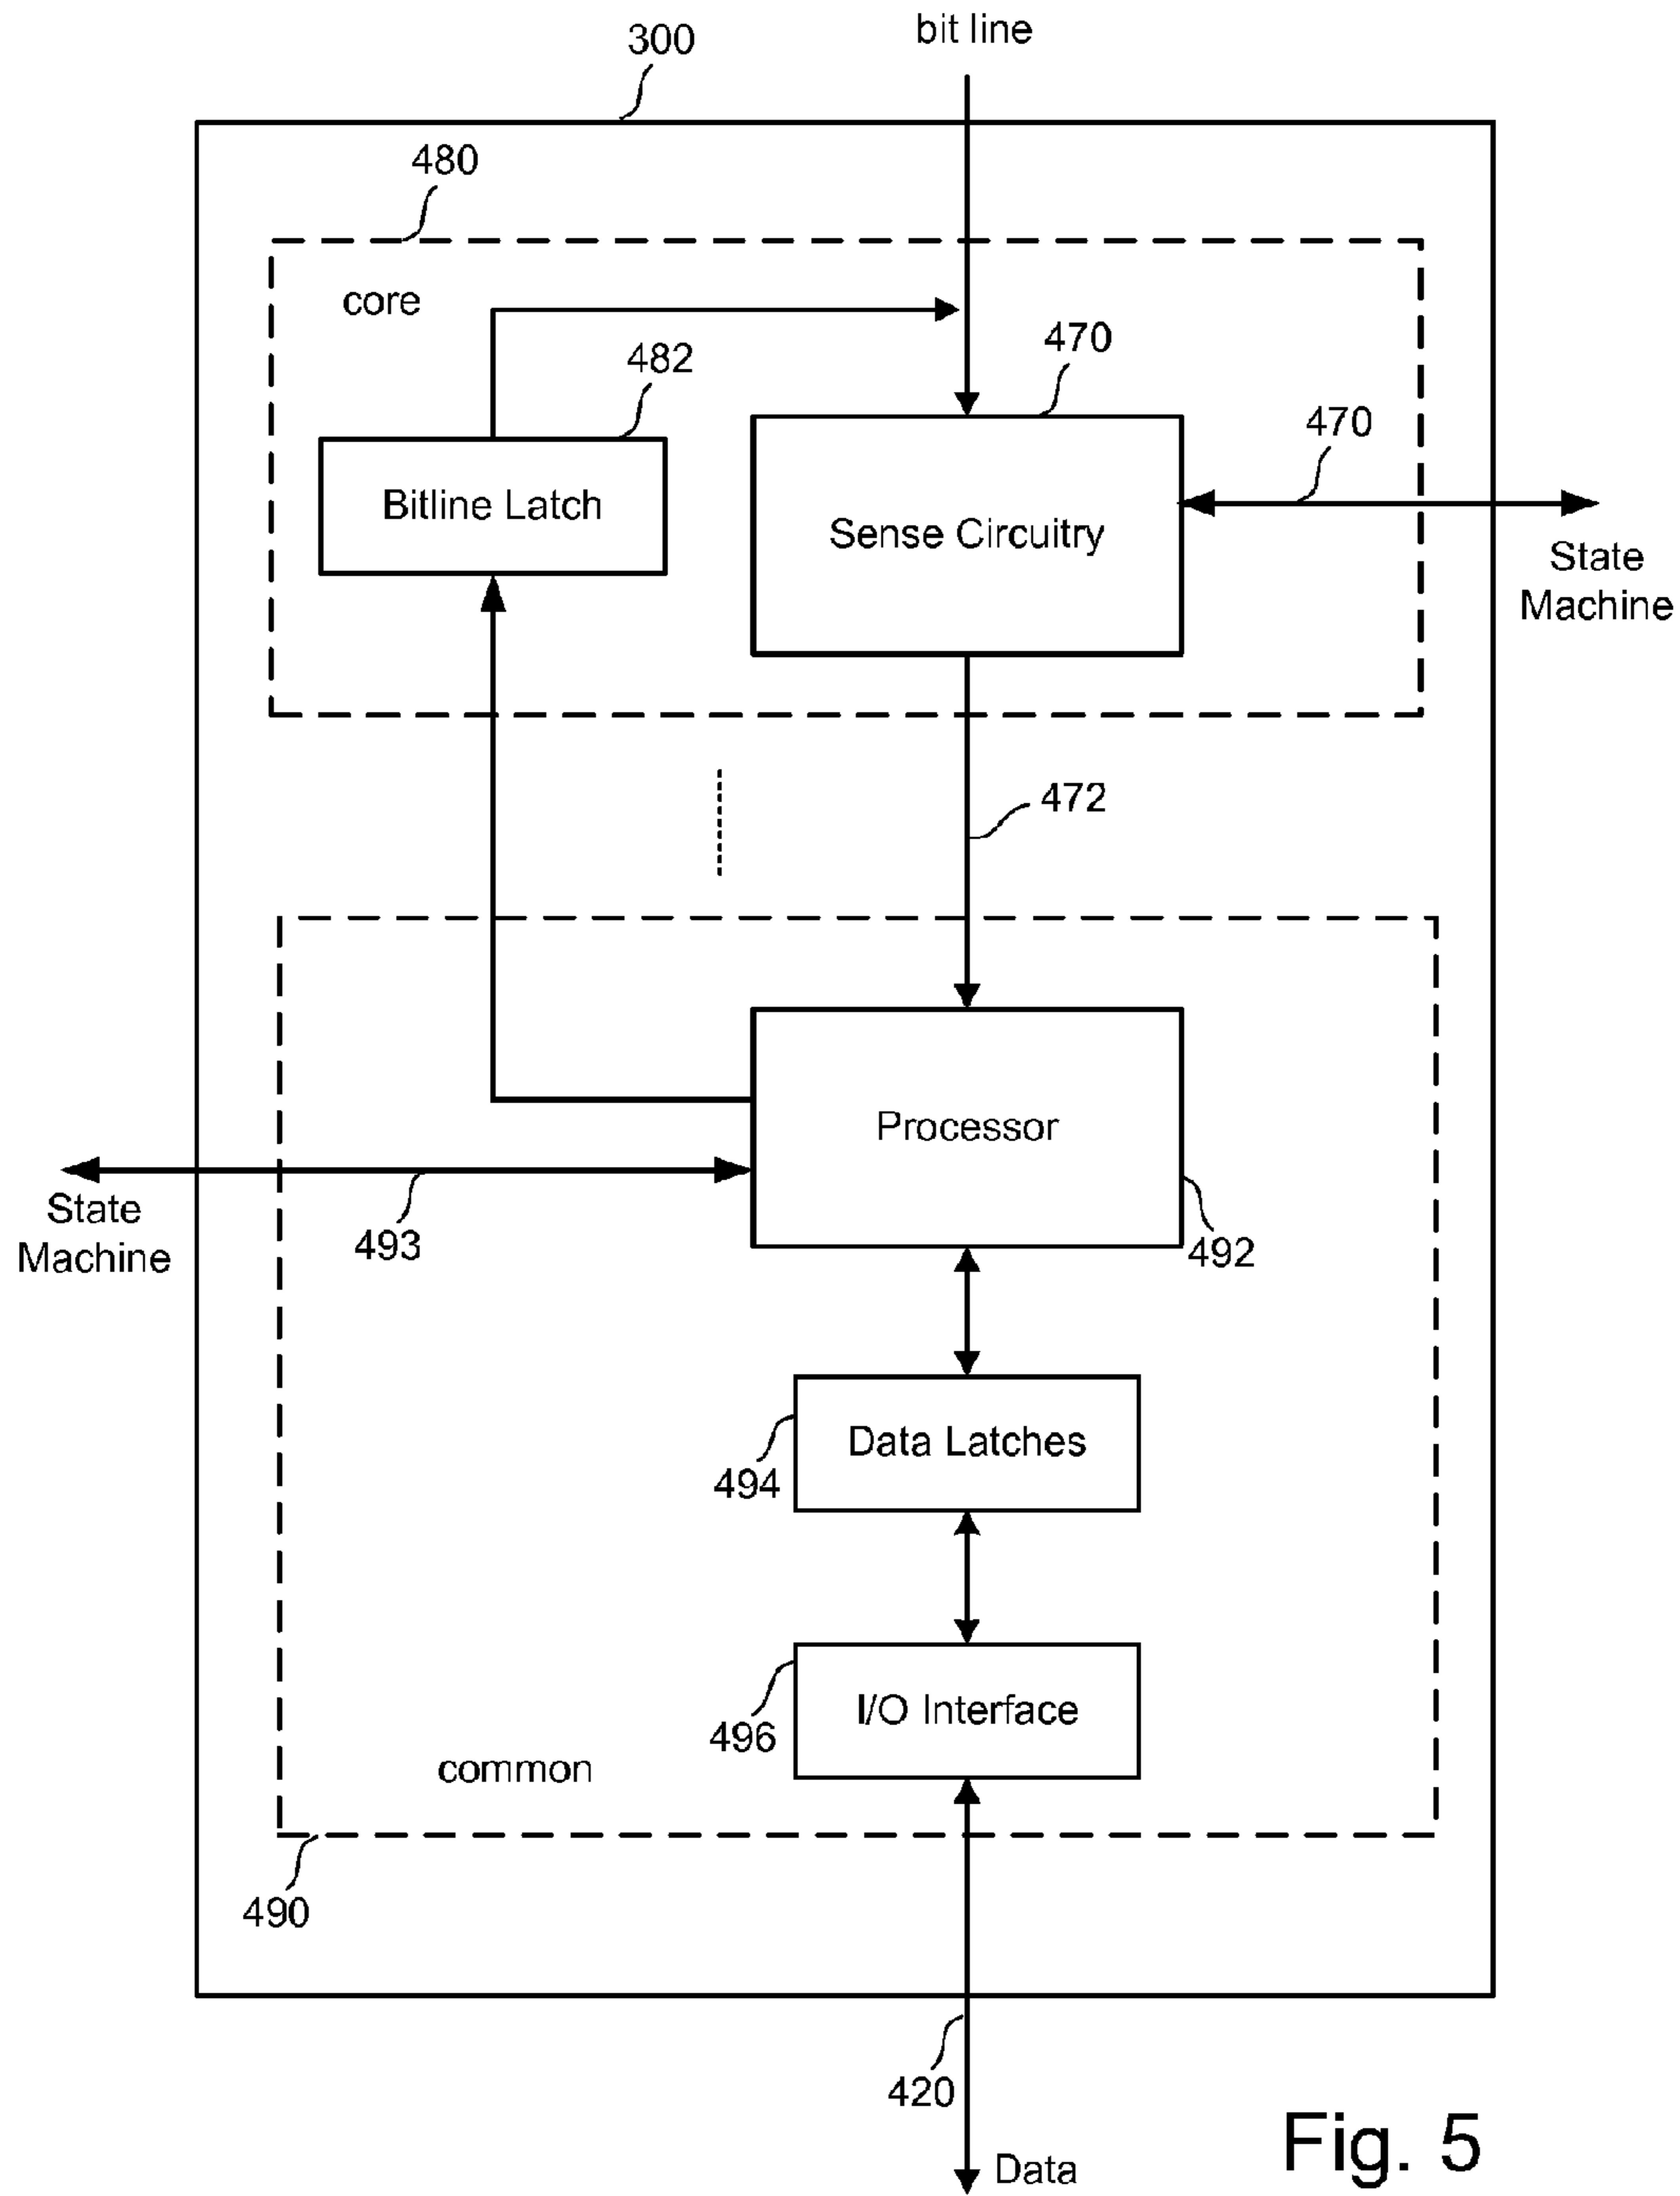 bit line
300
480
core
482
470
470
Bitline Latch
Sense Circuitry
State
Machine
472
Processor
State
Machine
493
492
Data Latches
494
I/O Interface
496
common
490
420
Data
Fig. 5